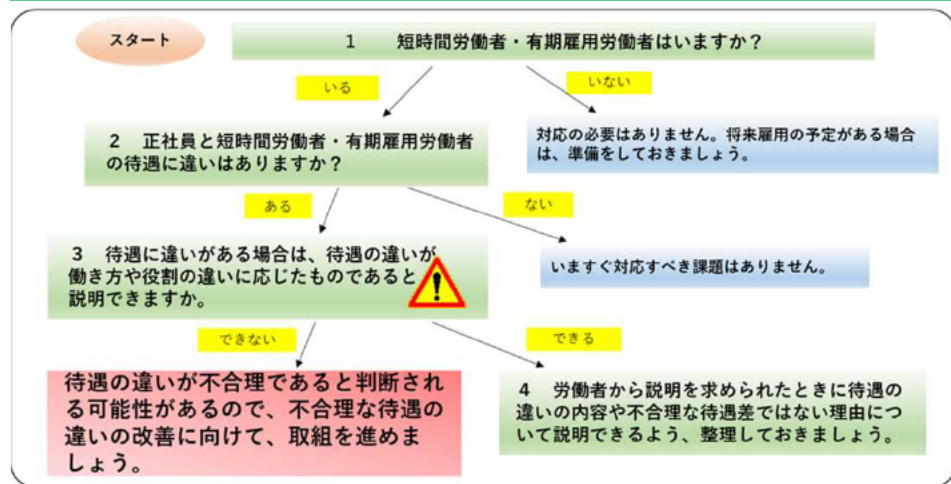 スタート
1 短時間労働者・有期雇用労働者はいますか？
いる
いない
2 正社員と短時間労働者・有期雇用労働者
の待遇に違いはありますか？
対応の必要はありません。将来雇用の予定がある場合
は、準備をしておきましょう。
ある
ない
3 待遇に違いがある場合は、待遇の違いが
働き方や役割の違いに応じたものであると
説明できますか。
いますぐ対応すべき課題はありません。
できない
できる
待遇の違いが不合理であると判断され
る可能性があるので、不合理な待遇の
違いの改善に向けて、取組を進めま
しょう。
4 労働者から説明を求められたときに待遇の
違いの内容や不合理な待遇差ではない理由につ
いて説明できるよう、整理しておきましょう。